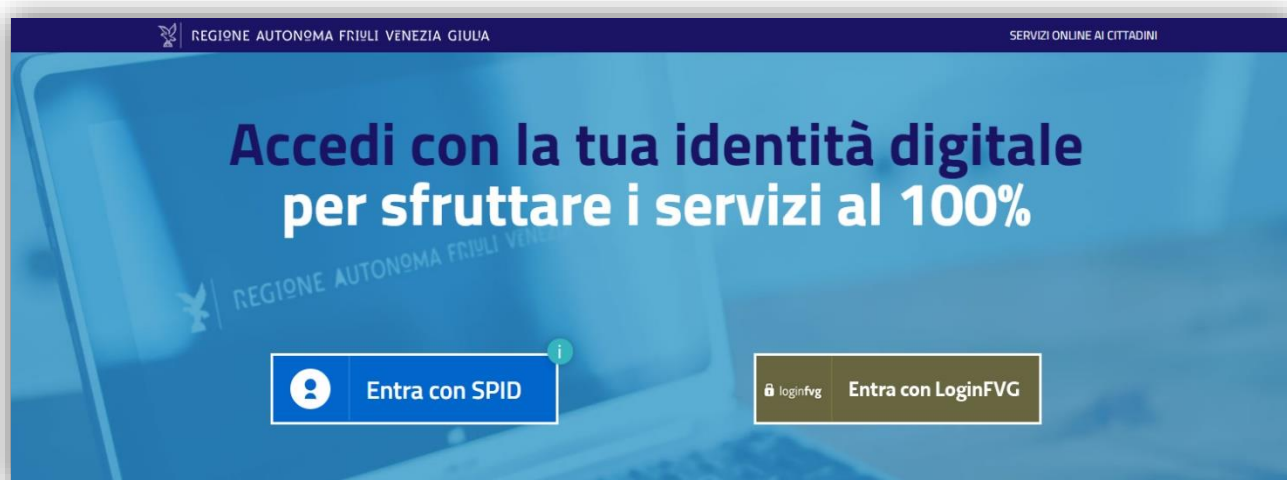 REGIONE AUTONOMA FRIULI VENEZIA GIULIA
SERVIZI ONLINE AI CITTADINI
Accedi con la tua identità digitale
per sfruttare i servizi al 100%
REGIONE AUTONOMA FRIULI VENEZIA
i
Entra con SPID
loginfvg
Entra con LoginFVG